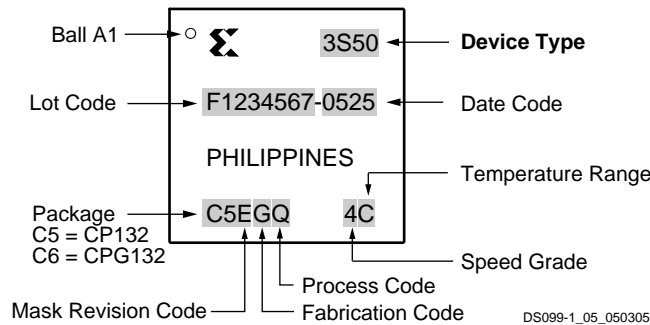 Ball A1
3S50
Device Type
Lot Code
F1234567-0525
Date Code
PHILIPPINES
Temperature Range
Package
C5 = CP132
C6 = CPG132
C5EGQ
4C
Speed Grade
Process Code
Mask Revision Code
Fabrication Code
DS099-1_05_050305